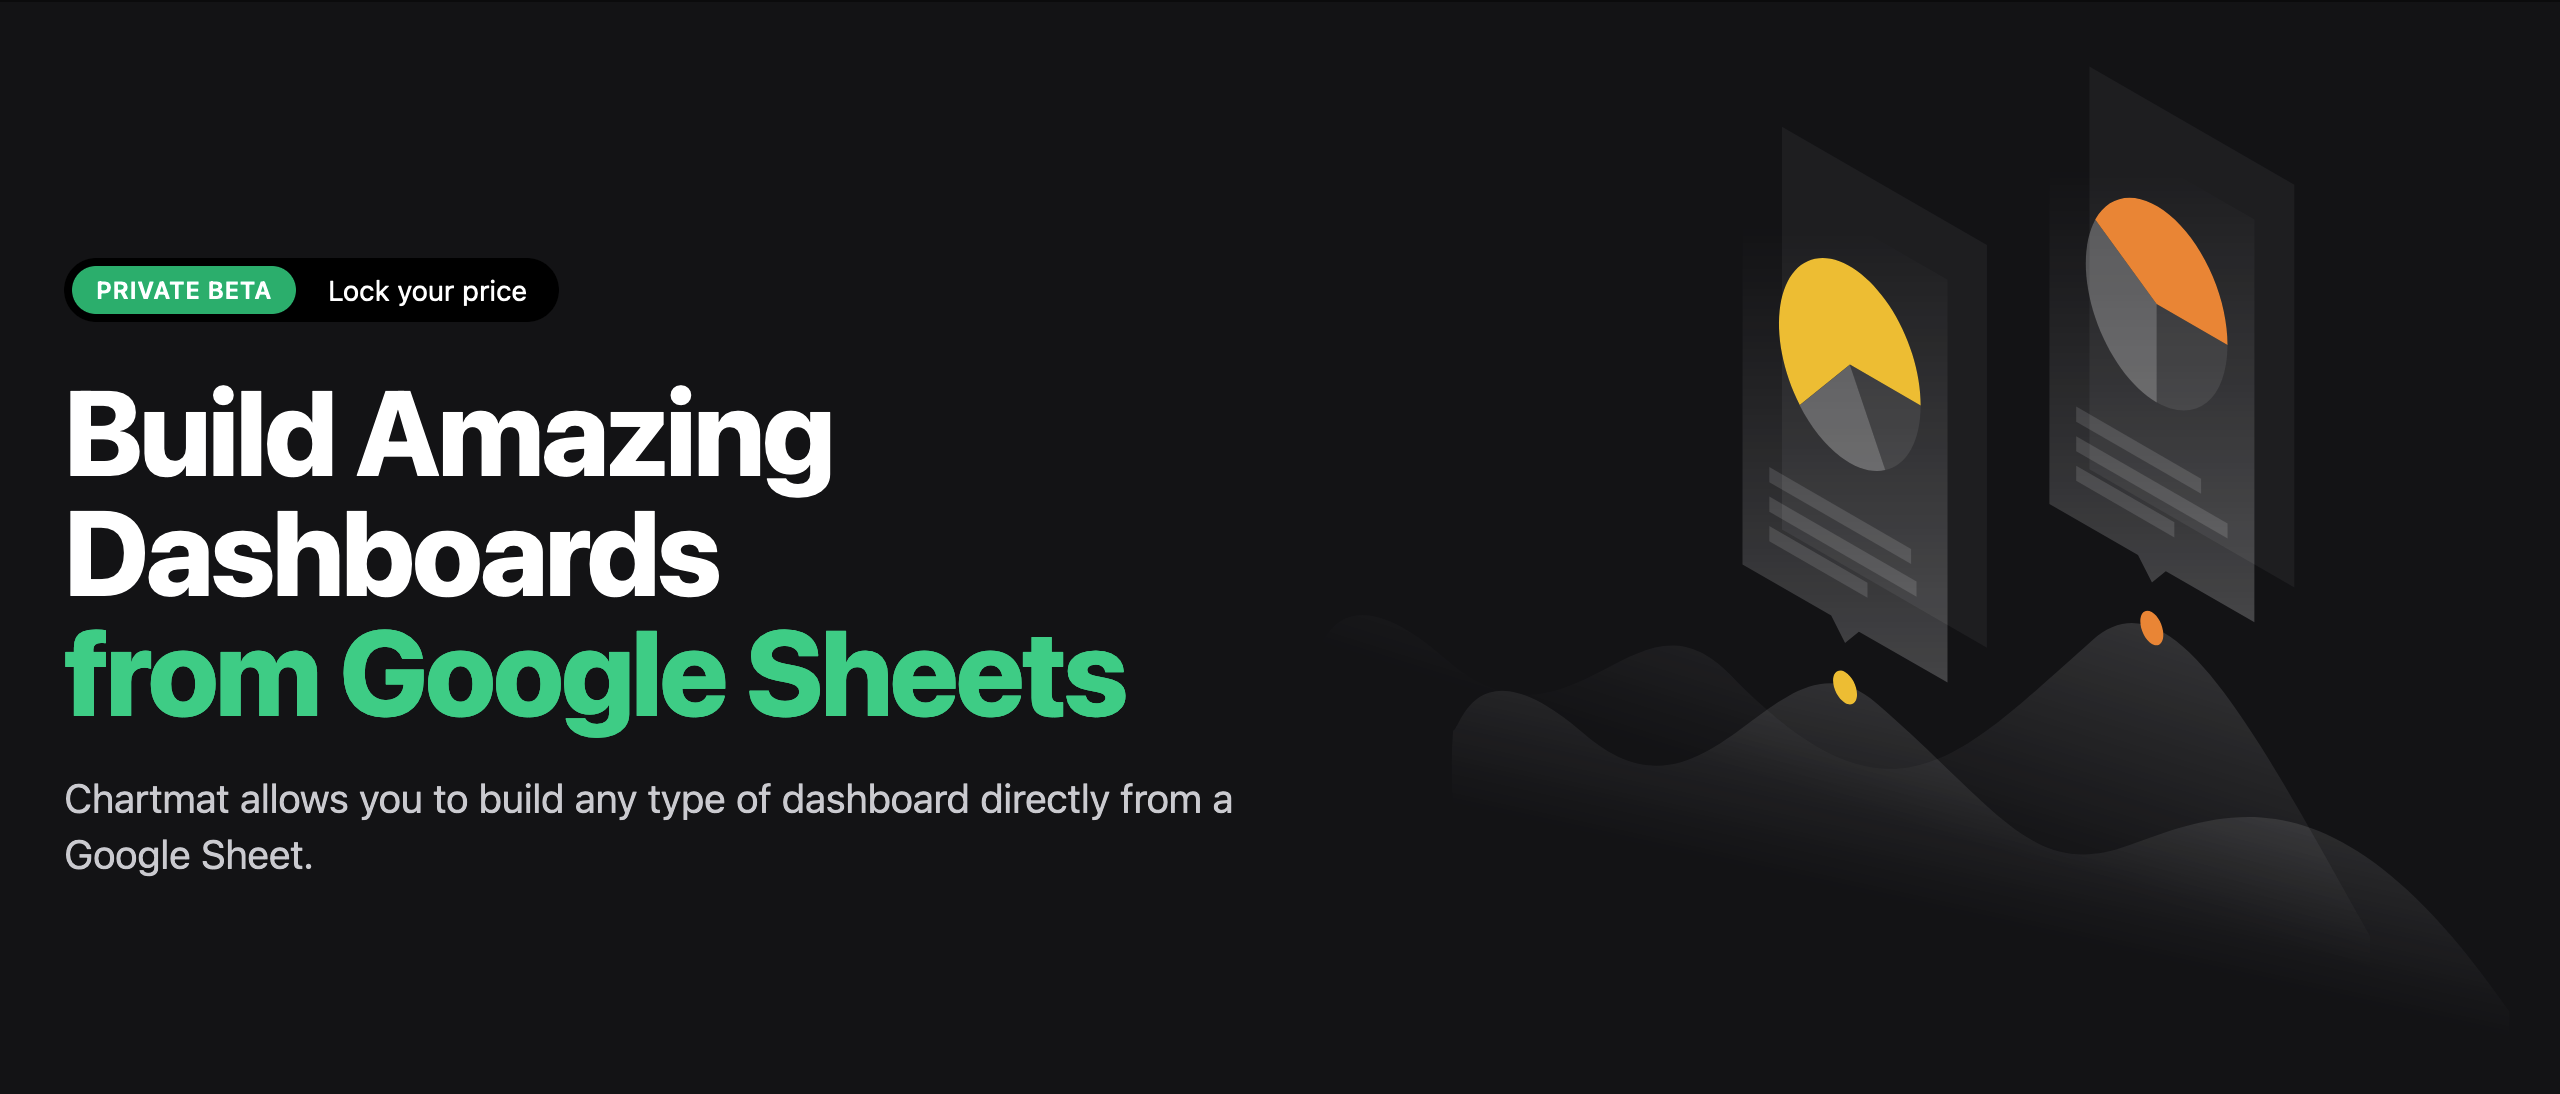 PRIVATE BETA Lock your price
Build Amazing
Dashboards
from Google Sheets
Chartmat allows you to build any type of dashboard directly from a
Google Sheet.